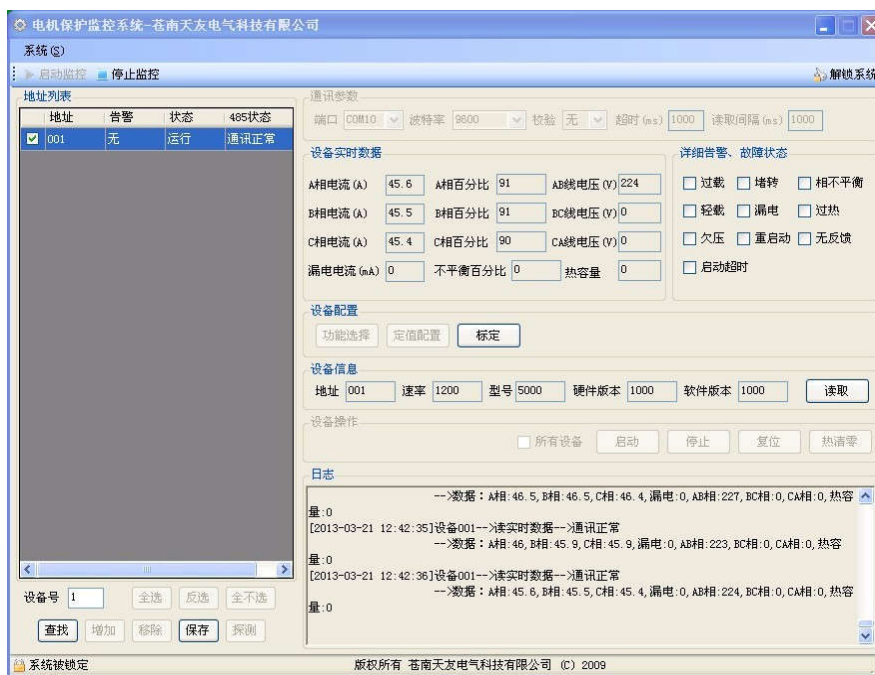 电机保护监控系统-苍南天友电气科技有限公司
系统(S)
启动监控 停止监控 解锁系统
地址列表
地址 告警 状态 485状态
001 无 运行 通讯正常
设备号 1 全选 反选 全不选
查找 增加 移除 保存 探测
通讯参数
端口 COM10 波特率 9600 校验 无 超时(ms) 1000 读取间隔(ms) 1000
设备实时数据
A相电流(A) 45.6 A相百分比 91 AB线电压(V) 224
B相电流(A) 45.5 B相百分比 91 BC线电压(V) 0
C相电流(A) 45.4 C相百分比 90 CA线电压(V) 0
漏电电流(mA) 0 不平衡百分比 0 热容量 0
详细告警、故障状态
过载 堵转 相不平衡
轻载 漏电 过热
欠压 重启动 无反馈
启动超时
设备配置
功能选择 定值配置 标定
设备信息
地址 001 速率 1200 型号 5000 硬件版本 1000 软件版本 1000 读取
设备操作
所有设备 启动 停止 复位 热清零
日志
-->数据：A相:46.5,B相:46.5,C相:46.4,漏电:0,AB相:227,BC相:0,CA相:0,热容
量:0
[2013-03-21 12:42:35]设备001-->读实时数据-->通讯正常
-->数据：A相:46,B相:45.9,C相:45.9,漏电:0,AB相:223,BC相:0,CA相:0,热容
量:0
[2013-03-21 12:42:36]设备001-->读实时数据-->通讯正常
-->数据：A相:45.6,B相:45.5,C相:45.4,漏电:0,AB相:224,BC相:0,CA相:0,热容
量:0
系统被锁定 版权所有 苍南天友电气科技有限公司 (C) 2009